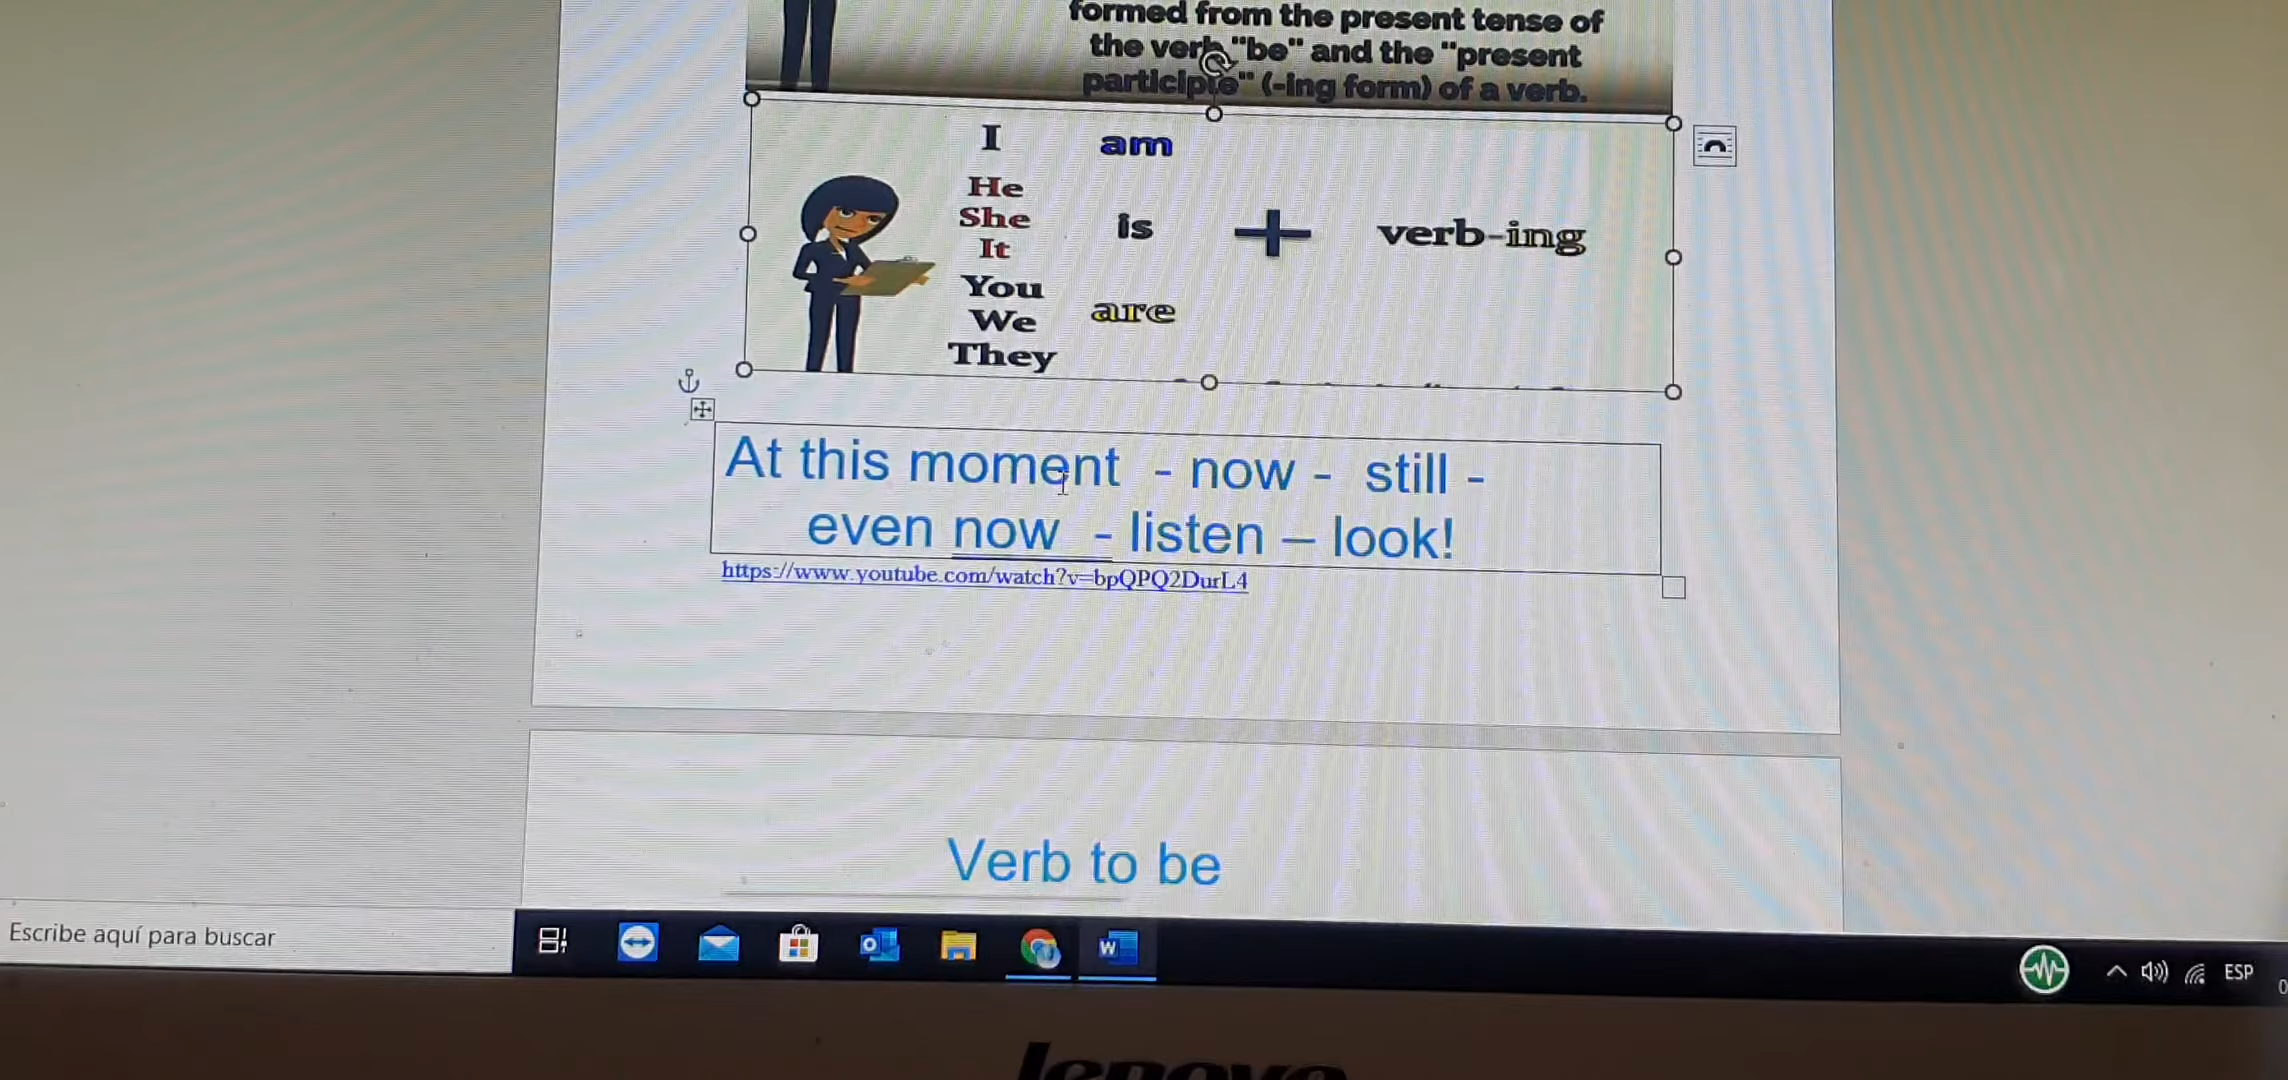 formed from the present tense of
the verb "be" and the "present
participle" (-ing form) of a verb.
I am
He
She is + verb-ing
It
You
We are
They
At this moment - now - still -
even now - listen – look!
https://www.youtube.com/watch?v=bpQPQ2DurL4
Verb to be
Escribe aquí para buscar
ESP
lenovo